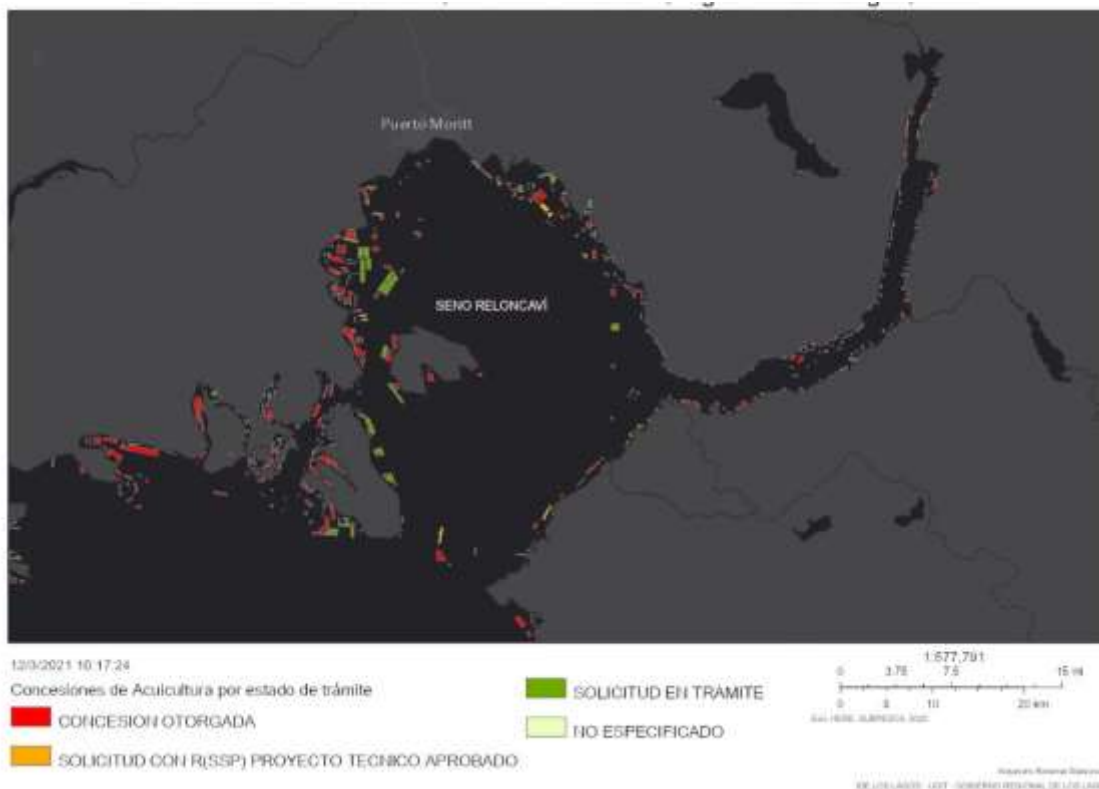 Puerto Montt
SENO RELONCAVÍ
12/3/2021 10:17:24
1:577,791
Concesiones de Acuicultura por estado de trámite
0 3.75 7.5 15 mi
0 5 10 20 km
CONCESION OTORGADA
SOLICITUD EN TRÁMITE
NO ESPECIFICADO
SOLICITUD CON R(SSP) PROYECTO TECNICO APROBADO